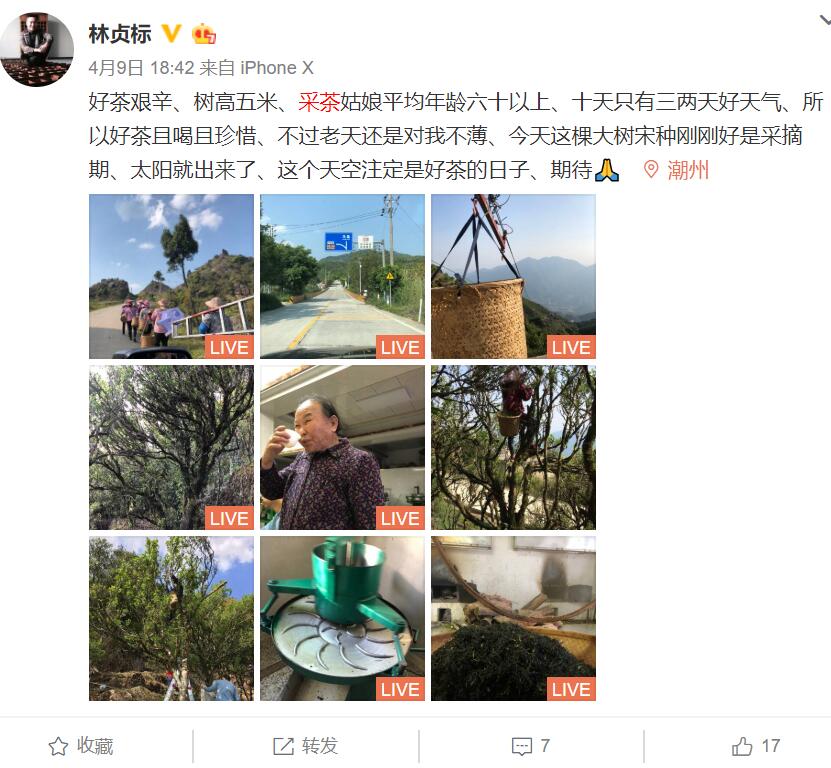 林贞标
4月9日 18:42 来自 iPhone X
好茶艰辛、树高五米、采茶姑娘平均年龄六十以上、十天只有三两天好天气、所
以好茶且喝且珍惜、不过老天还是对我不薄、今天这棵大树宋种刚刚好是采摘
期、太阳就出来了、这个天空注定是好茶的日子、期待🙏 潮州
LIVE LIVE LIVE
LIVE LIVE
LIVE LIVE
收藏 转发 7 17